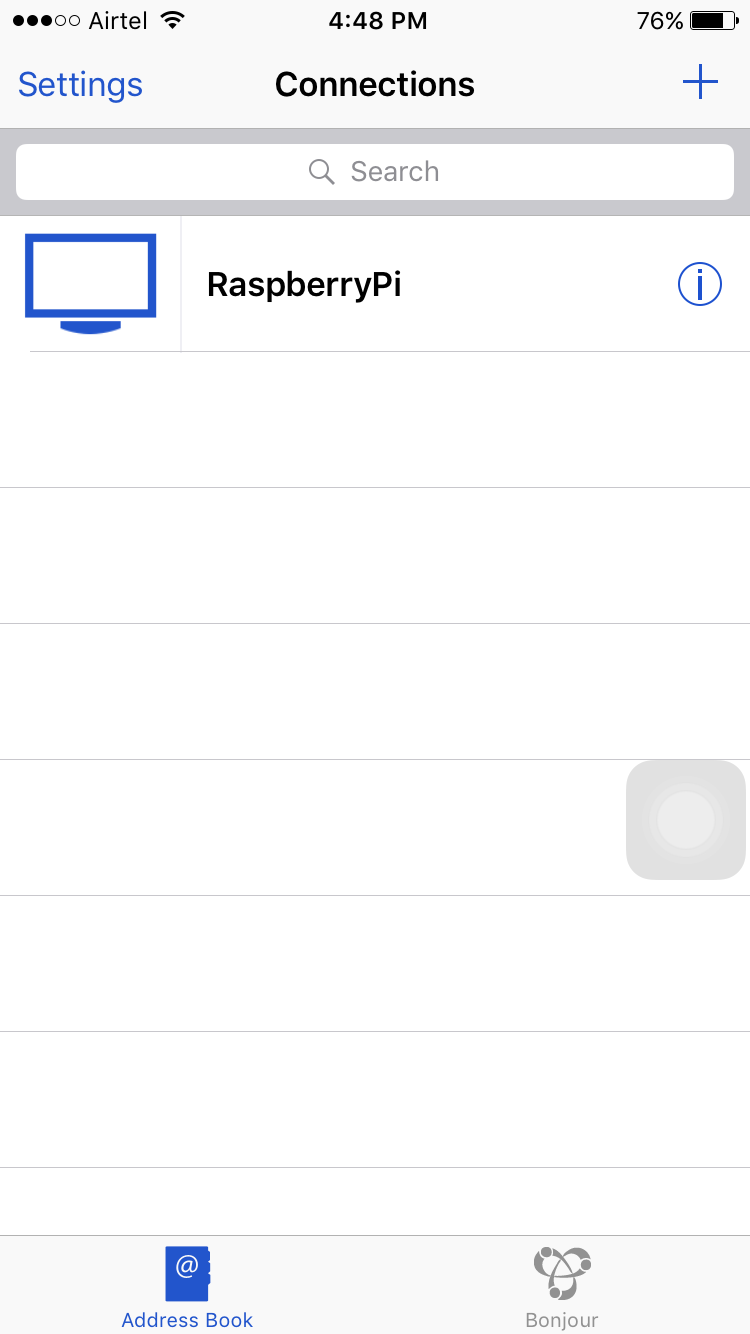 Airtel 4:48 PM 76%
Settings Connections +
Search
RaspberryPi
@
Address Book Bonjour